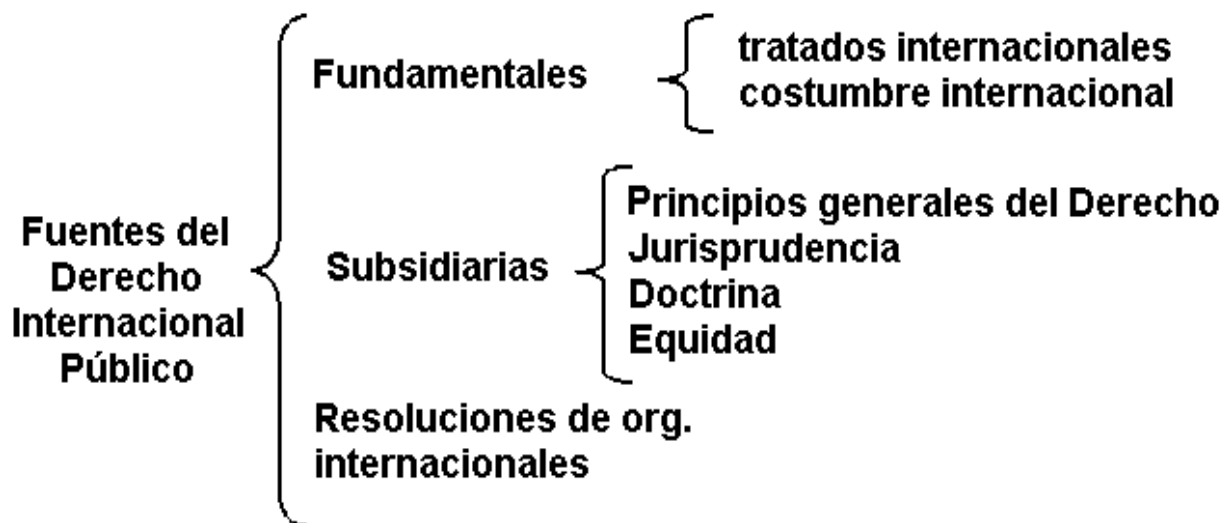 Fuentes del
Derecho
Internacional
Público
Fundamentales
tratados internacionales
costumbre internacional
Subsidiarias
Principios generales del Derecho
Jurisprudencia
Doctrina
Equidad
Resoluciones de org.
internacionales